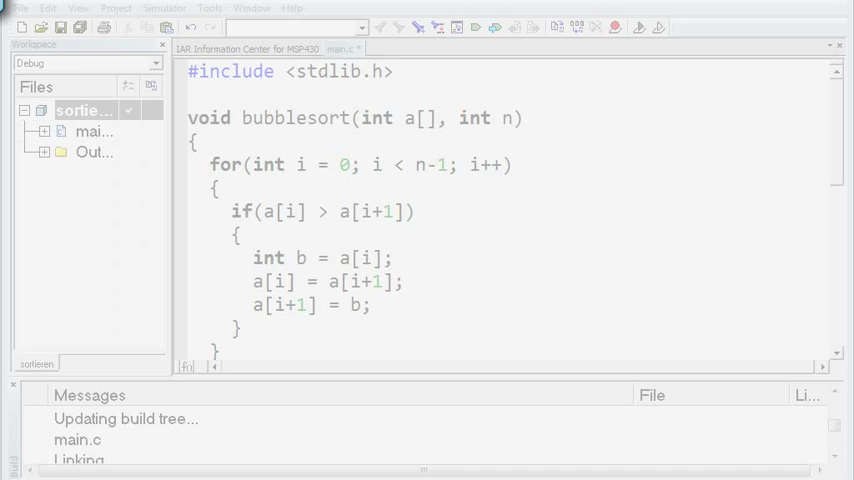 File Edit View Project Simulator Tools Window Help
Workspace
IAR Information Center for MSP430 main.c *
Debug
Files
sortie...
mai...
Out...
sortieren
#include <stdlib.h>
void bubblesort(int a[], int n)
{
for(int i = 0; i < n-1; i++)
{
if(a[i] > a[i+1])
{
int b = a[i];
a[i] = a[i+1];
a[i+1] = b;
}
}
f()
Messages File Li...
Updating build tree...
main.c
Linking
Build